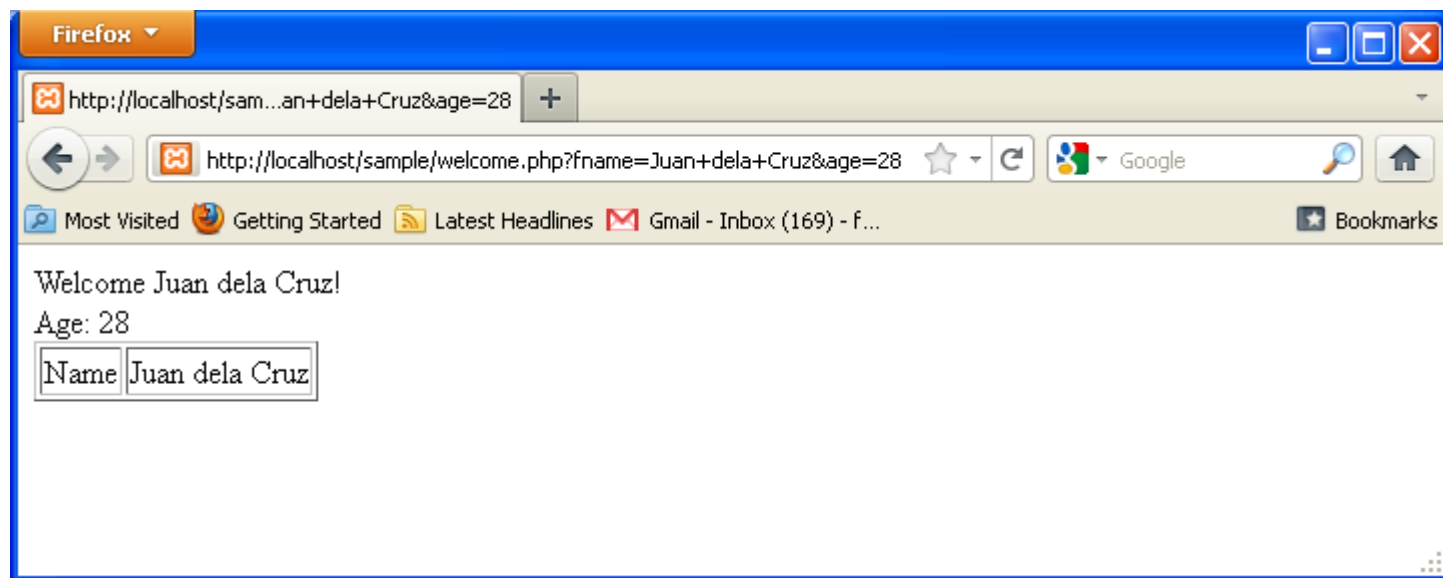 Firefox
http://localhost/sam...an+dela+Cruz&age=28
http://localhost/sample/welcome.php?fname=Juan+dela+Cruz&age=28 Google
Most Visited Getting Started Latest Headlines Gmail - Inbox (169) - f... Bookmarks
Welcome Juan dela Cruz!
Age: 28
Name Juan dela Cruz